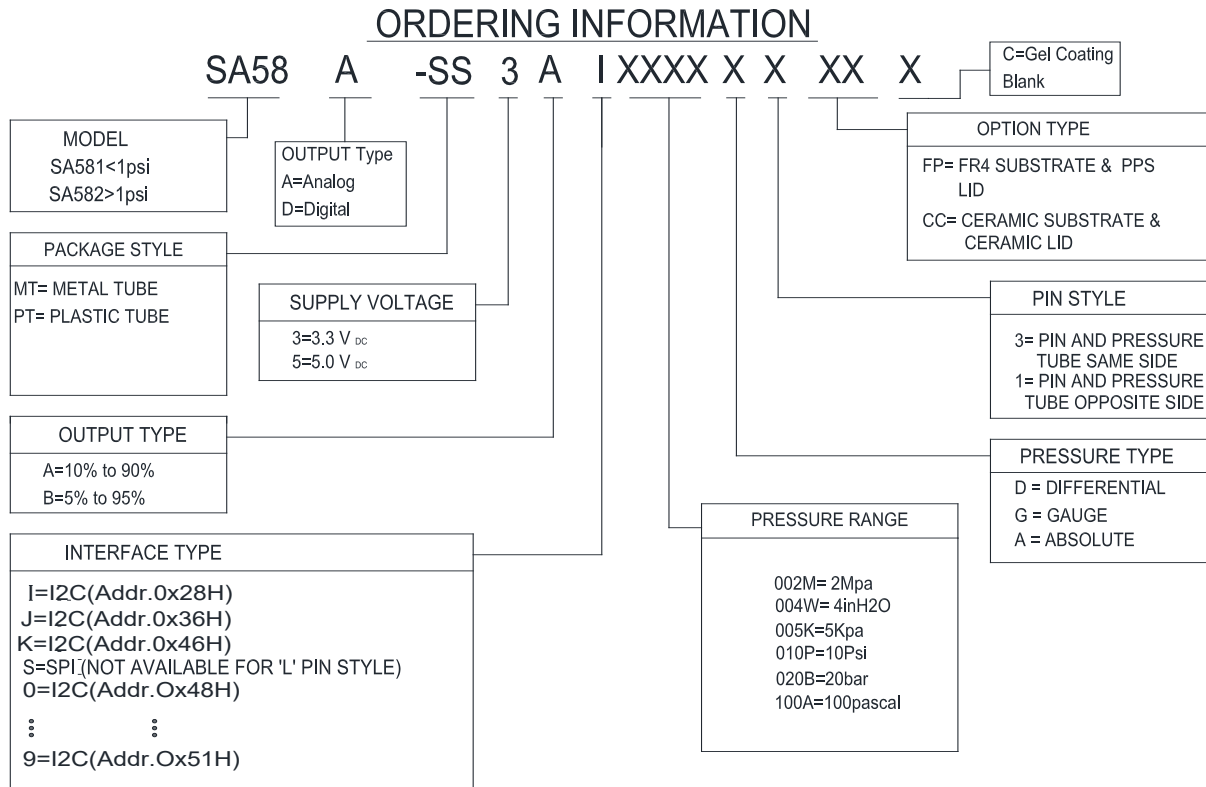 ORDERING INFORMATION
SA58 A -SS 3 A I XXXX X X XX X
C=Gel Coating
Blank
MODEL
SA581<1psi
SA582>1psi
OUTPUT Type
A=Analog
D=Digital
OPTION TYPE
FP= FR4 SUBSTRATE & PPS
LID
CC= CERAMIC SUBSTRATE &
CERAMIC LID
PACKAGE STYLE
MT= METAL TUBE
PT= PLASTIC TUBE
SUPPLY VOLTAGE
3=3.3 V DC
5=5.0 V DC
PIN STYLE
3= PIN AND PRESSURE
TUBE SAME SIDE
1= PIN AND PRESSURE
TUBE OPPOSITE SIDE
OUTPUT TYPE
A=10% to 90%
B=5% to 95%
PRESSURE TYPE
D = DIFFERENTIAL
G = GAUGE
A = ABSOLUTE
INTERFACE TYPE
I=I2C(Addr.0x28H)
J=I2C(Addr.0x36H)
K=I2C(Addr.0x46H)
S=SPI (NOT AVAILABLE FOR 'L' PIN STYLE)
0=I2C(Addr.Ox48H)
⋮ ⋮
9=I2C(Addr.Ox51H)
PRESSURE RANGE
002M= 2Mpa
004W= 4inH2O
005K=5Kpa
010P=10Psi
020B=20bar
100A=100pascal